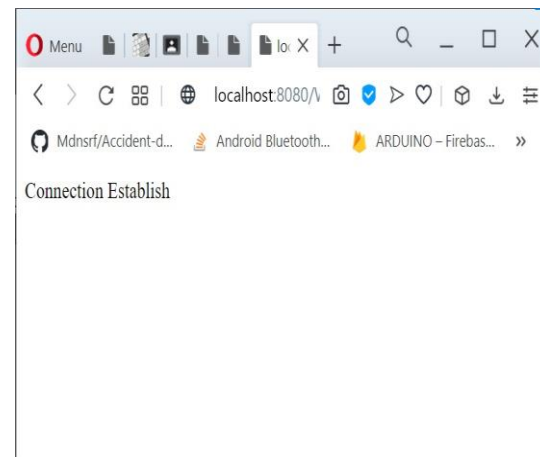 Menu lo
localhost:8080/
Mdnsrf/Accident-d... Android Bluetooth... ARDUINO – Firebas... »
Connection Establish